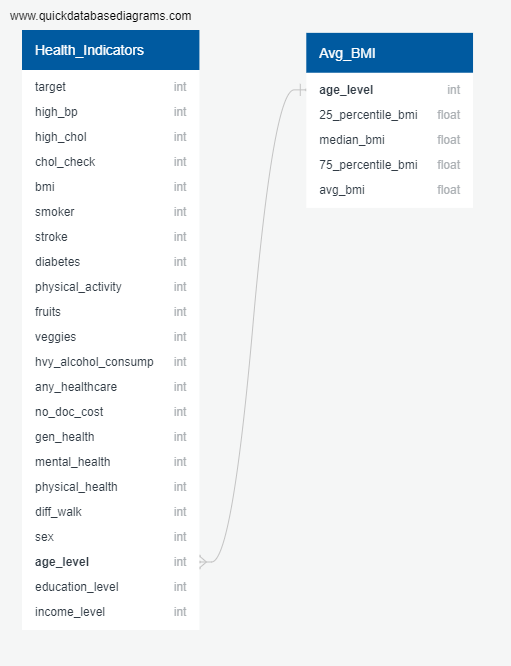 www.quickdatabasediagrams.com
Health_Indicators
target int
high_bp int
high_chol int
chol_check int
bmi int
smoker int
stroke int
diabetes int
physical_activity int
fruits int
veggies int
hvy_alcohol_consump int
any_healthcare int
no_doc_cost int
gen_health int
mental_health int
physical_health int
diff_walk int
sex int
age_level int
education_level int
income_level int
Avg_BMI
age_level int
25_percentile_bmi float
median_bmi float
75_percentile_bmi float
avg_bmi float